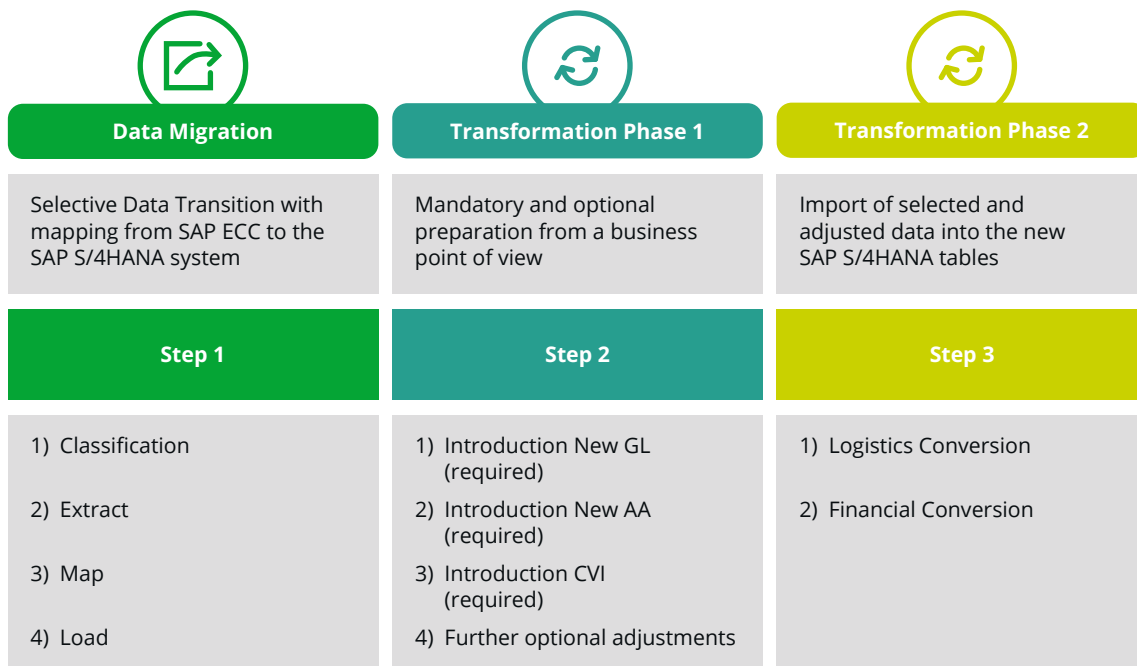 Data Migration
Transformation Phase 1
Transformation Phase 2
Selective Data Transition with
mapping from SAP ECC to the
SAP S/4HANA system
Mandatory and optional
preparation from a business
point of view
Import of selected and
adjusted data into the new
SAP S/4HANA tables
Step 1
Step 2
Step 3
1) Classification
2) Extract
3) Map
4) Load
1) Introduction New GL
(required)
2) Introduction New AA
(required)
3) Introduction CVI
(required)
4) Further optional adjustments
1) Logistics Conversion
2) Financial Conversion